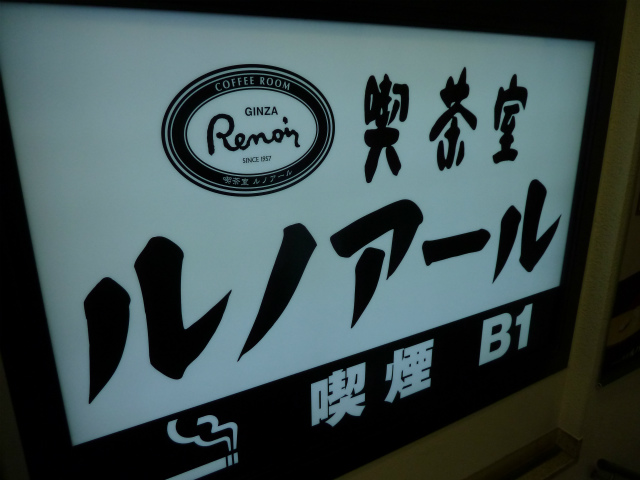 COFFEE ROOM
GINZA
Renoir
SINCE 1957
喫茶室 ルノアール
喫茶室
ルノアール
喫煙 B1